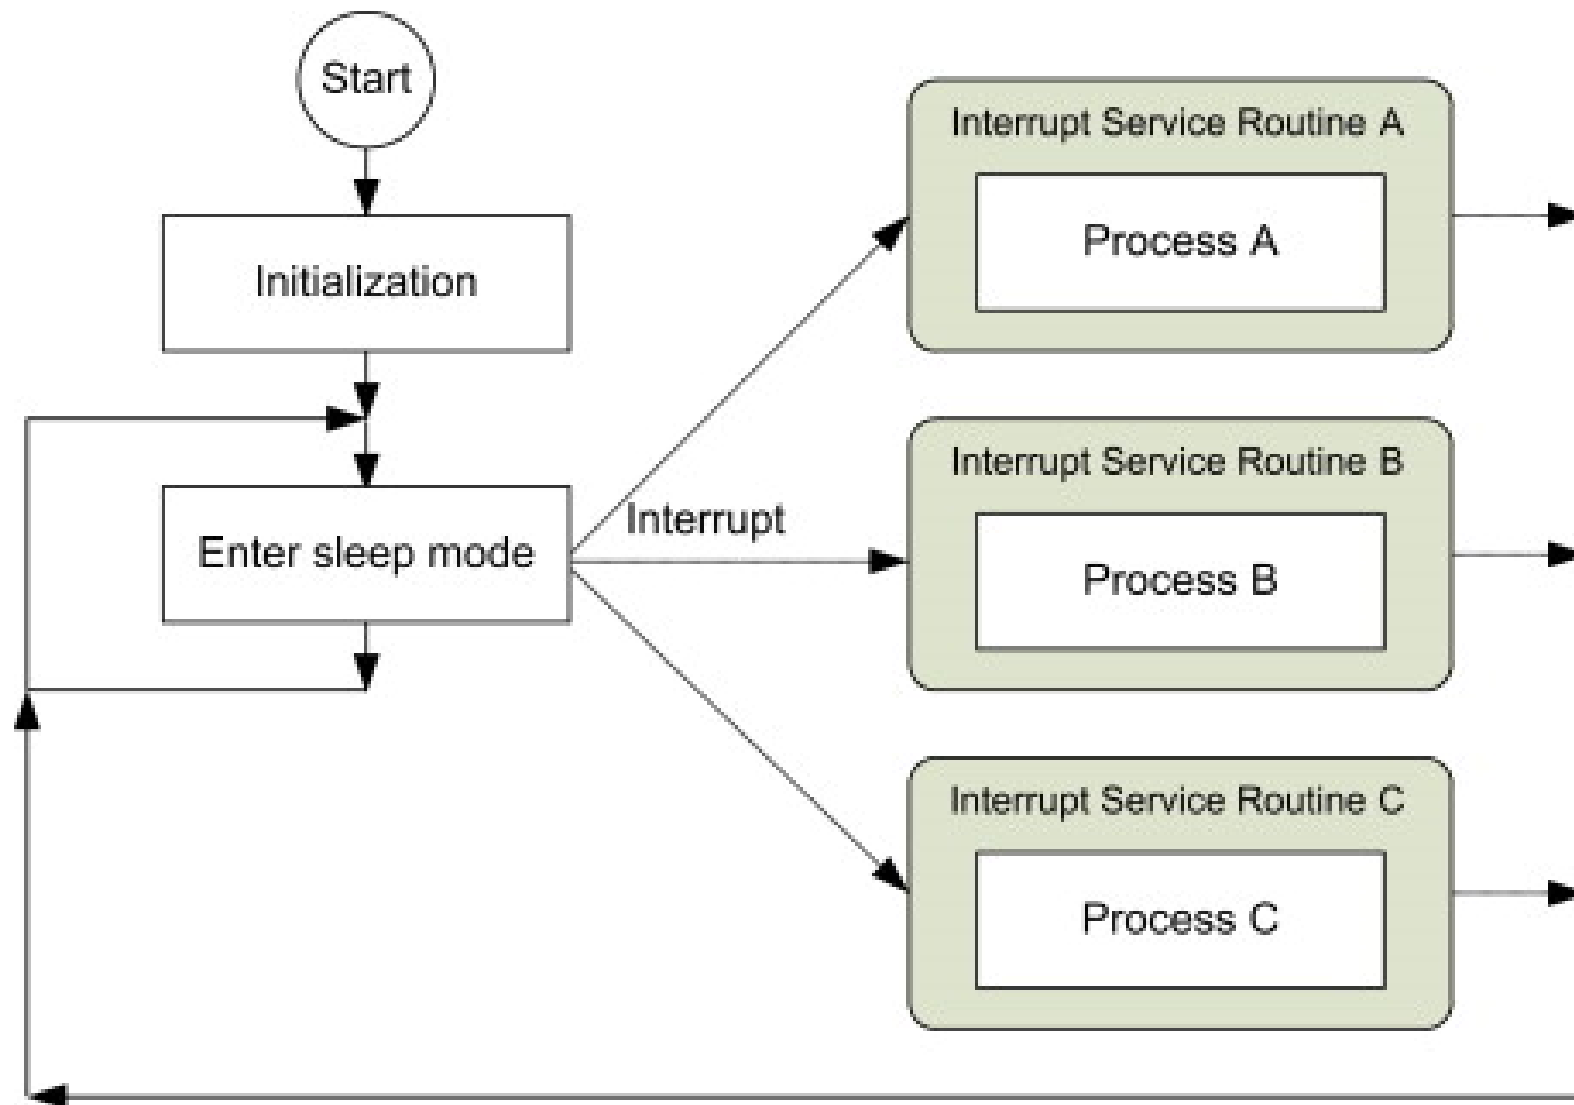 Start
Initialization
Enter sleep mode
Interrupt
Interrupt Service Routine A
Process A
Interrupt Service Routine B
Process B
Interrupt Service Routine C
Process C